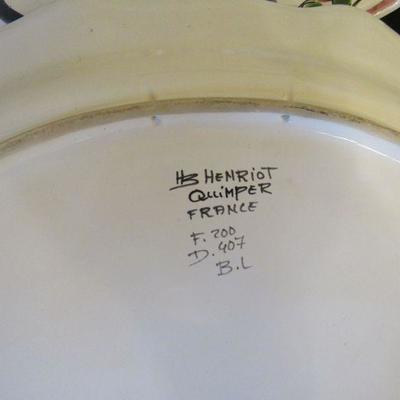 HB HENRIOT
QUIMPER
FRANCE
F. 200
D. 407
B.L